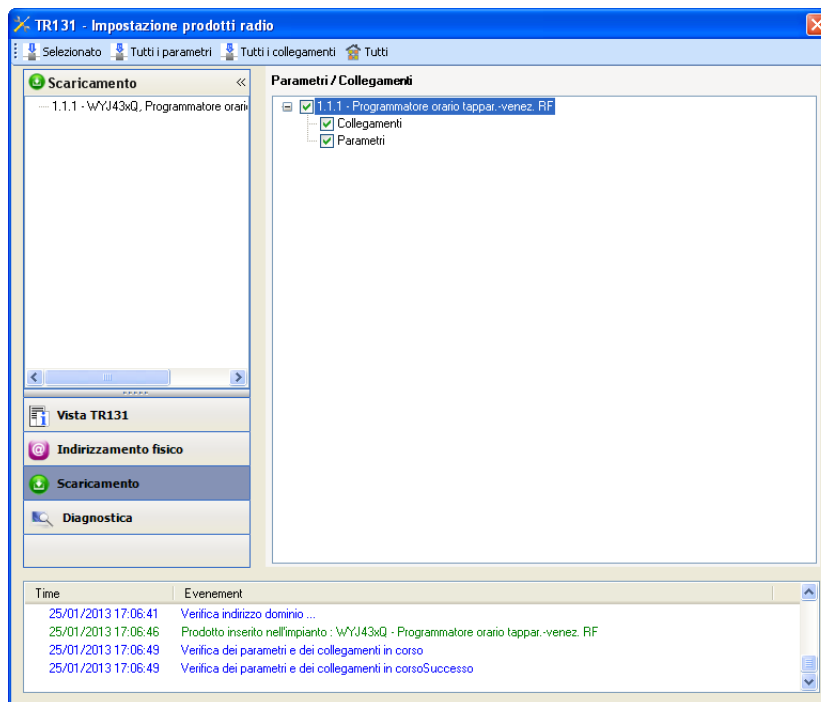 TR131 - Impostazione prodotti radio
Selezionato Tutti i parametri Tutti i collegamenti Tutti
Scaricamento
1.1.1 - WYJ43xQ, Programmatore orari
Vista TR131
Indirizzamento fisico
Scaricamento
Diagnostica
Parametri / Collegamenti
1.1.1 - Programmatore orario tappar.-venez. RF
Collegamenti
Parametri
Time Evenement
25/01/2013 17:06:41 Verifica indirizzo dominio ...
25/01/2013 17:06:46 Prodotto inserito nell'impianto : WYJ43xQ - Programmatore orario tappar.-venez. RF
25/01/2013 17:06:49 Verifica dei parametri e dei collegamenti in corso
25/01/2013 17:06:49 Verifica dei parametri e dei collegamenti in corsoSuccesso